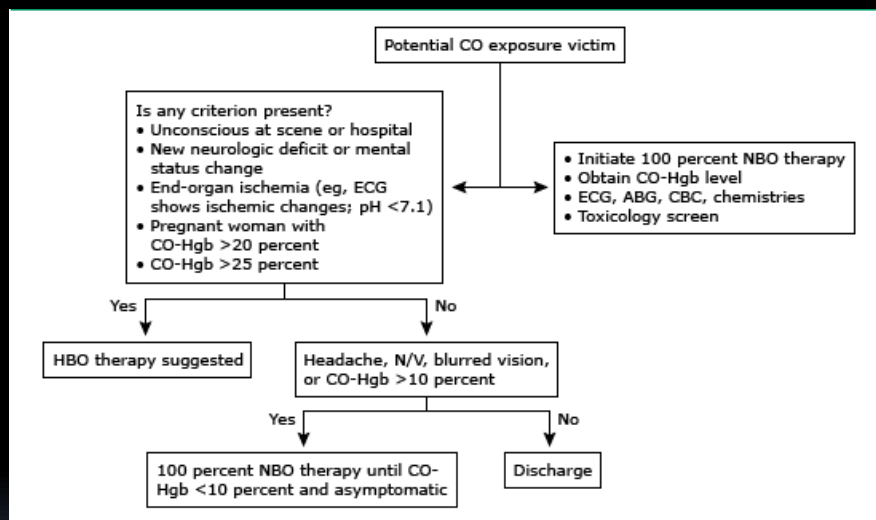 Potential CO exposure victim
Is any criterion present?
• Unconscious at scene or hospital
• New neurologic deficit or mental
status change
• End-organ ischemia (eg, ECG
shows ischemic changes; pH <7.1)
• Pregnant woman with
CO-Hgb >20 percent
• CO-Hgb >25 percent
• Initiate 100 percent NBO therapy
• Obtain CO-Hgb level
• ECG, ABG, CBC, chemistries
• Toxicology screen
Yes
No
HBO therapy suggested
Headache, N/V, blurred vision,
or CO-Hgb >10 percent
Yes
No
100 percent NBO therapy until CO-
Hgb <10 percent and asymptomatic
Discharge